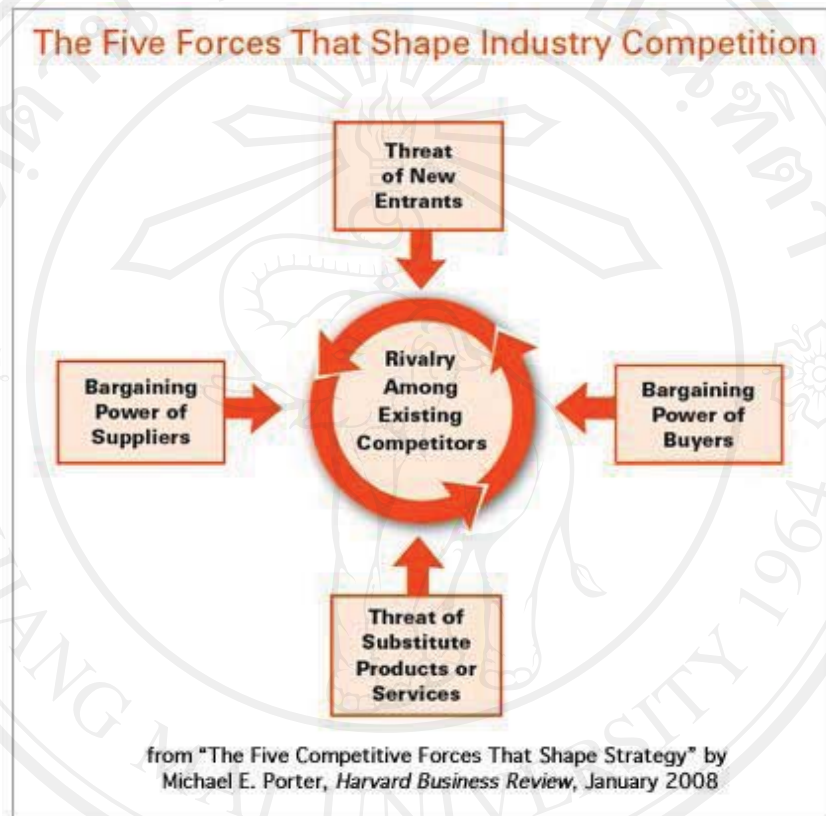 The Five Forces That Shape Industry Competition
Threat
of New
Entrants
Bargaining
Power of
Suppliers
Rivalry
Among
Existing
Competitors
Bargaining
Power of
Buyers
Threat of
Substitute
Products or
Services
from "The Five Competitive Forces That Shape Strategy" by
Michael E. Porter, Harvard Business Review, January 2008
UNIVERSITY 1964